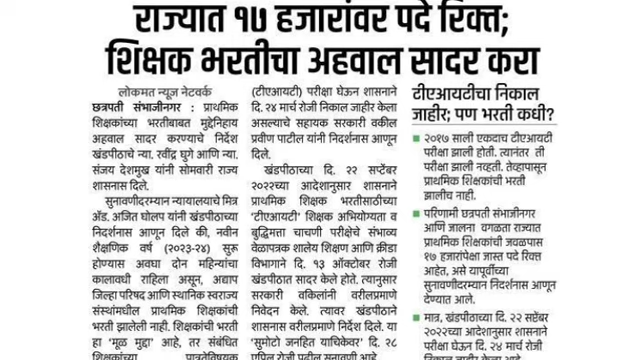 राज्यात १७ हजारांवर पदे रिक्त;
शिक्षक भरतीचा अहवाल सादर करा
लोकमत न्यूज नेटवर्क
छत्रपती संभाजीनगर : प्राथमिक
शिक्षकांच्या भरतीबाबत मुद्देनिहाय
अहवाल सादर करण्याचे निर्देश
खंडपीठाचे न्या. रवींद्र घुगे आणि न्या.
संजय देशमुख यांनी सोमवारी राज्य
शासनास दिले.
सुनावणीदरम्यान न्यायालयाचे मित्र
ॲड. अजित घोलप यांनी खंडपीठाच्या
निदर्शनास आणून दिले की, नवीन
शैक्षणिक वर्ष (२०२३-२४) सुरू
होण्यास अवघा दोन महिन्यांचा
कालावधी राहिला असून, अद्याप
जिल्हा परिषद आणि स्थानिक स्वराज्य
संस्थांमधील प्राथमिक शिक्षकांची
भरती झालेली नाही. शिक्षकांची भरती
हा 'मूळ मुद्दा' आहे, तर संबंधित
शिक्षकांच्या पात्रतेविषयक
(टीएआयटी) परीक्षा घेऊन शासनाने
दि. २४ मार्च रोजी निकाल जाहीर केला
असल्याचे सहायक सरकारी वकील
प्रवीण पाटील यांनी निदर्शनास आणून
दिले.
खंडपीठाच्या दि. २२ सप्टेंबर
२०२२च्या आदेशानुसार शासनाने
प्राथमिक शिक्षक भरतीसाठीच्या
'टीएआयटी' शिक्षक अभियोग्यता व
बुद्धिमत्ता चाचणी परीक्षेचे संभाव्य
वेळापत्रक शालेय शिक्षण आणि क्रीडा
विभागाने दि. १३ ऑक्टोबर रोजी
खंडपीठात सादर केले होते. त्यानुसार
सरकारी वकिलांनी वरीलप्रमाणे
निवेदन केले. त्यावर खंडपीठाने
शासनास वरीलप्रमाणे निर्देश दिले. या
'सुमोटो जनहित याचिकेवर' दि. २८
एप्रिल रोजी पुढील सुनावणी आहे.
टीएआयटीचा निकाल
जाहीर; पण भरती कधी?
२०१७ साली एकदाच टीएआयटी
परीक्षा झाली होती. त्यानंतर ती
परीक्षा झाली नव्हती. तेव्हापासून
प्राथमिक शिक्षकांची भरती
झालीच नाही.
परिणामी छत्रपती संभाजीनगर
आणि जालना वगळता राज्यात
प्राथमिक शिक्षकांची जवळपास
१७ हजारांपेक्षा जास्त पदे रिक्त
आहेत, असे यापूर्वीच्या
सुनावणीदरम्यान निदर्शनास आणून
देण्यात आले.
मात्र, खंडपीठाच्या दि. २२ सप्टेंबर
२०२२च्या आदेशानुसार शासनाने
परीक्षा घेऊन दि. २४ मार्च रोजी
निकाल जाहीर केला आहे